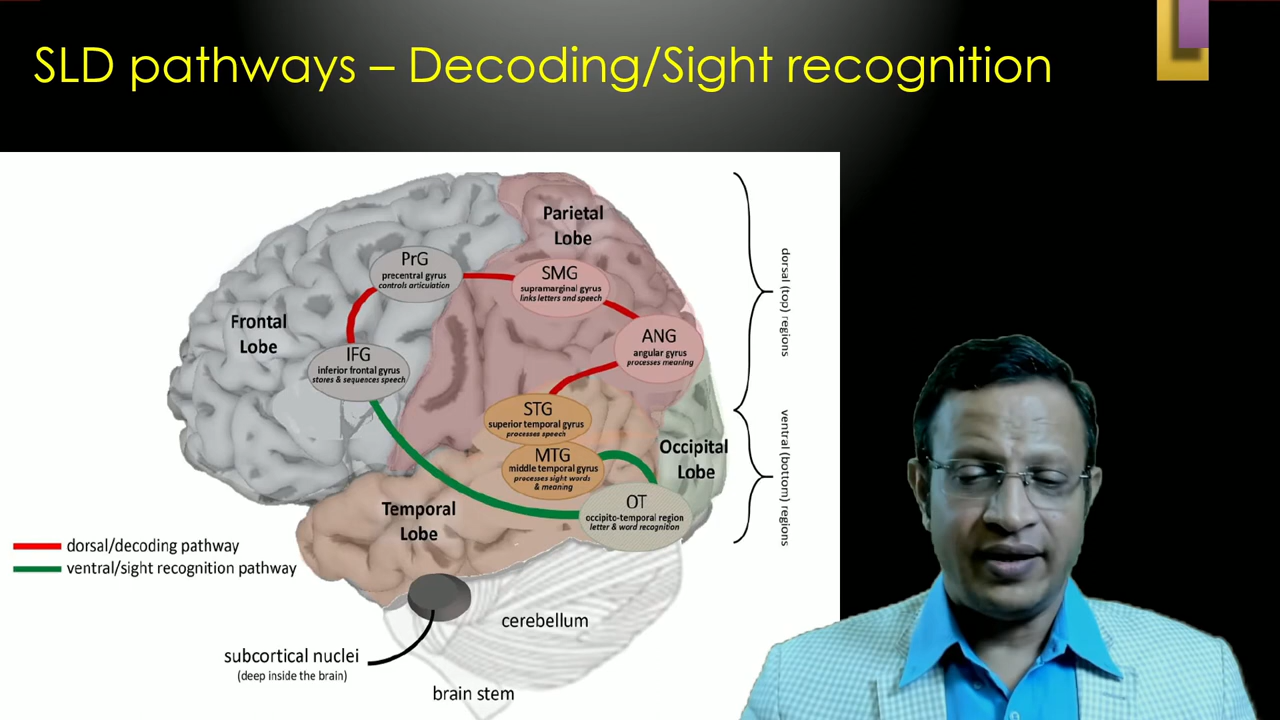 SLD pathways – Decoding/Sight recognition
Parietal
Lobe
PrG
precentral gyrus
controls articulation
SMG
supramarginal gyrus
links letters and speech
Frontal
Lobe
ANG
angular gyrus
processes meaning
IFG
inferior frontal gyrus
stores & sequences speech
STG
superior temporal gyrus
processes speech
MTG
middle temporal gyrus
processes sight words
& meaning
Occipital
Lobe
OT
occipito-temporal region
letter & word recognition
Temporal
Lobe
dorsal (top) regions
ventral (bottom) regions
dorsal/decoding pathway
ventral/sight recognition pathway
cerebellum
subcortical nuclei
(deep inside the brain)
brain stem